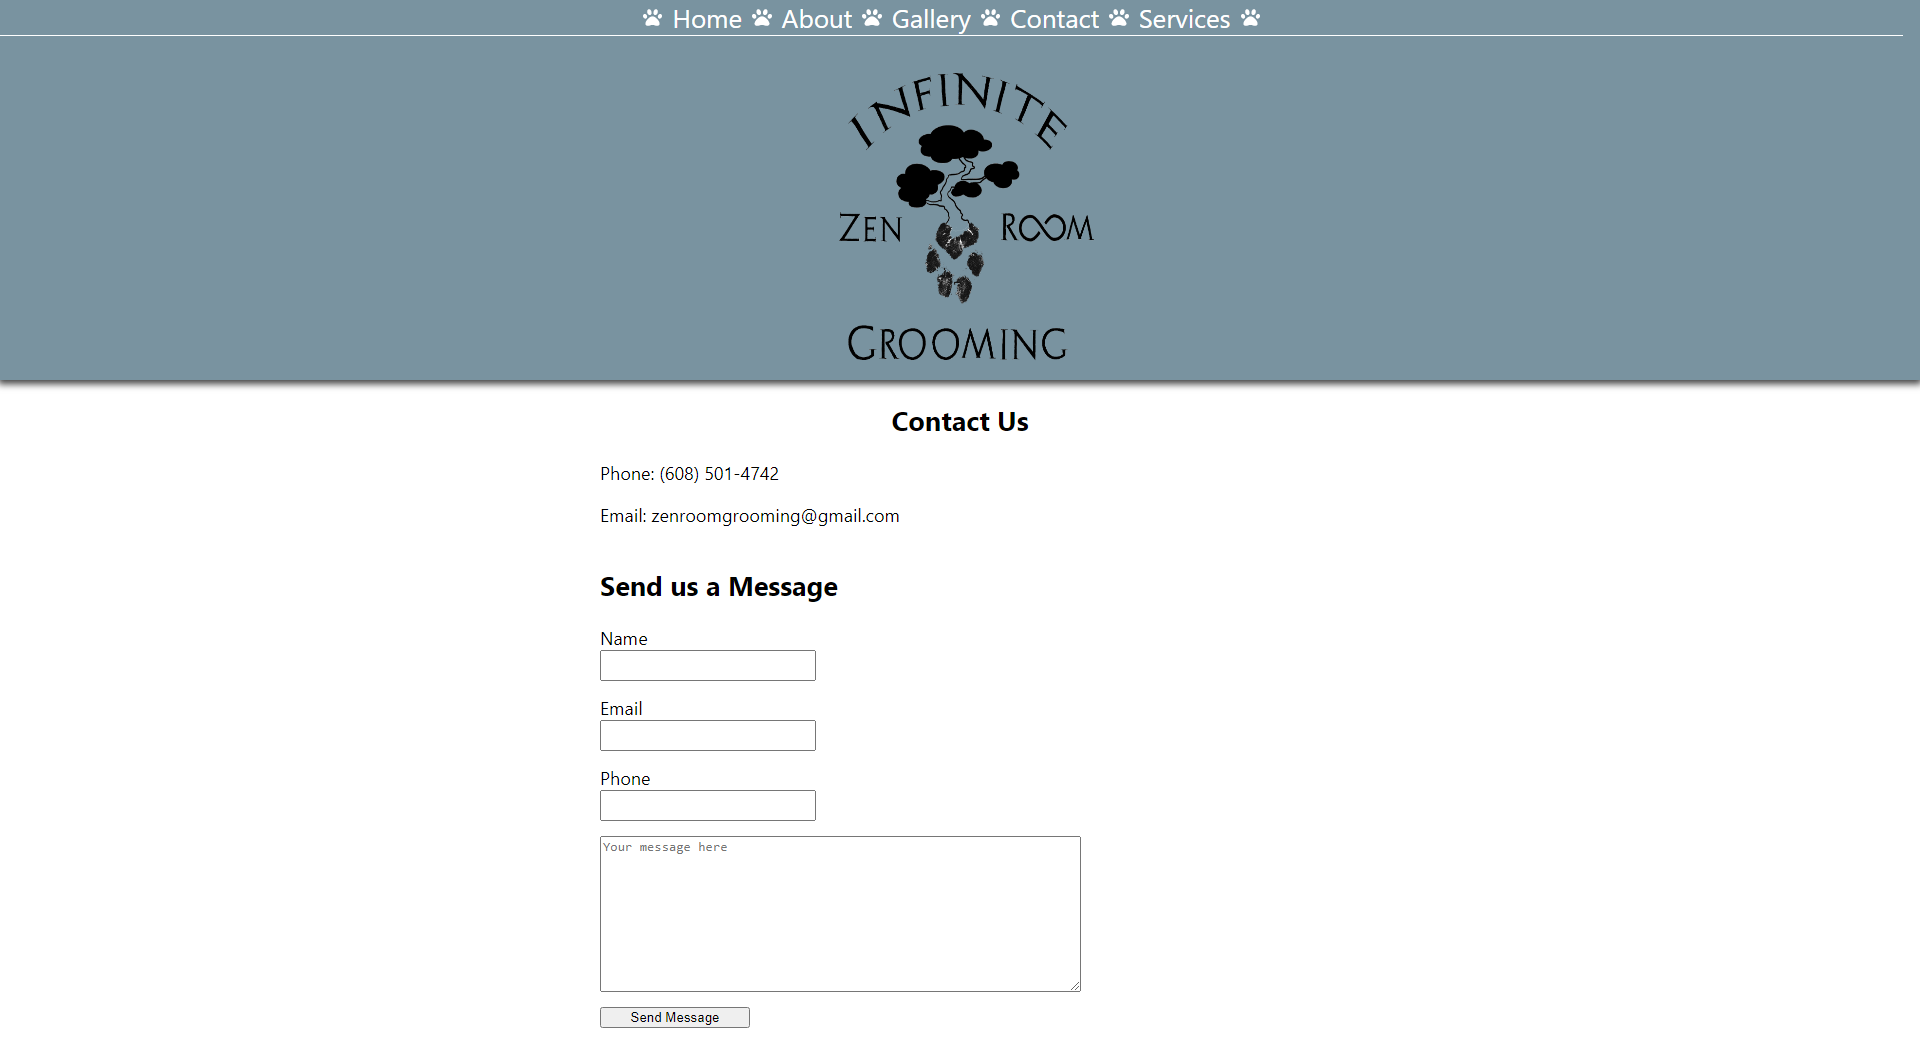 Home About Gallery Contact Services
INFINITE
ZEN ROOM
GROOMING
Contact Us
Phone: (608) 501-4742
Email: zenroomgrooming@gmail.com
Send us a Message
Name
Email
Phone
Your message here
Send Message